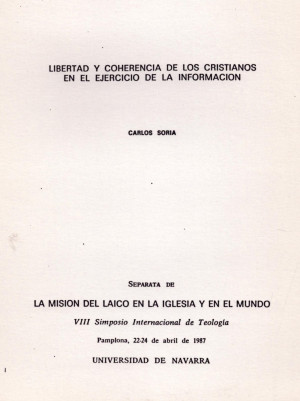 LIBERTAD Y COHERENCIA DE LOS CRISTIANOS
EN EL EJERCICIO DE LA INFORMACION
CARLOS SORIA
SEPARATA DE
LA MISION DEL LAICO EN LA IGLESIA Y EN EL MUNDO
VIII Simposio Internacional de Teología
Pamplona, 22-24 de abril de 1987
UNIVERSIDAD DE NAVARRA